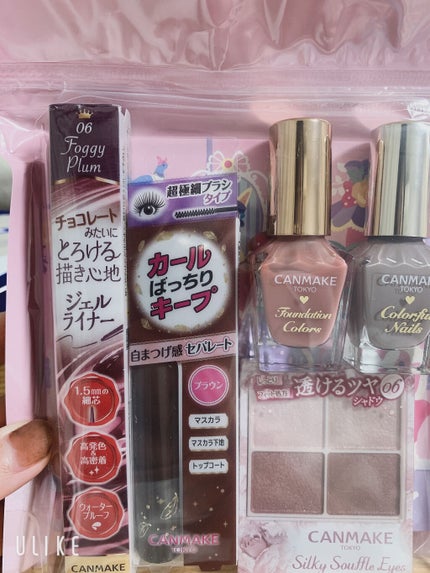 06
Foggy
Plum
チョコレート
みたいに
とろける
描き心地
ジェル
ライナー
1.5mmの
細芯
高発色
&高密着
ウォーター
プルーフ
CANMAKE
超極細ブラシ
タイプ
カール
ぱっちり
キープ
自まつげ感 セパレート
ブラウン
マスカラ
マスカラ下地
トップコート
CANMAKE
TOKYO
CANMAKE
TOKYO
Foundation
Colors
CANMAKE
TOKYO
Colorful
Nails
透けるツヤ
シャドウ
06
CANMAKE
TOKYO
Silky Souffle Eyes
ULIKE